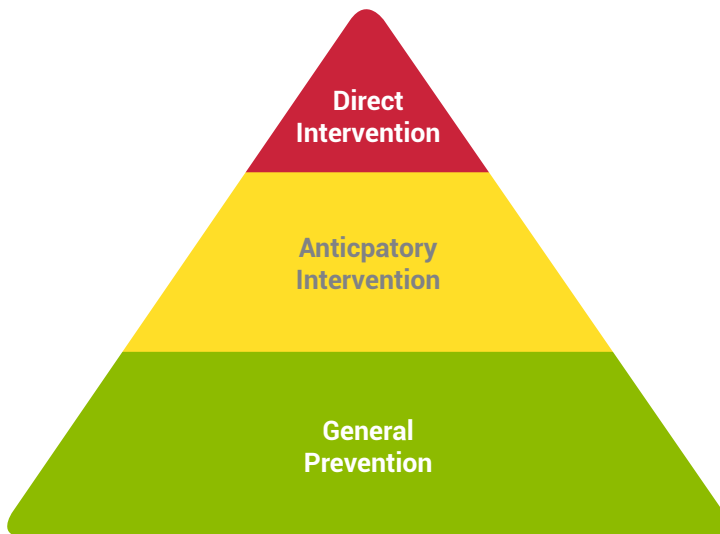 Direct
Intervention
Anticpatory
Intervention
General
Prevention